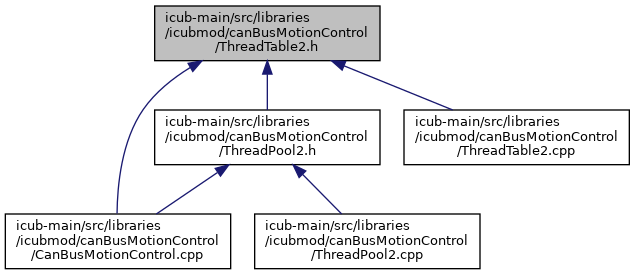 icub-main/src/libraries
/icubmod/canBusMotionControl
/ThreadTable2.h
icub-main/src/libraries
/icubmod/canBusMotionControl
/ThreadPool2.h
icub-main/src/libraries
/icubmod/canBusMotionControl
/ThreadTable2.cpp
icub-main/src/libraries
/icubmod/canBusMotionControl
/CanBusMotionControl.cpp
icub-main/src/libraries
/icubmod/canBusMotionControl
/ThreadPool2.cpp